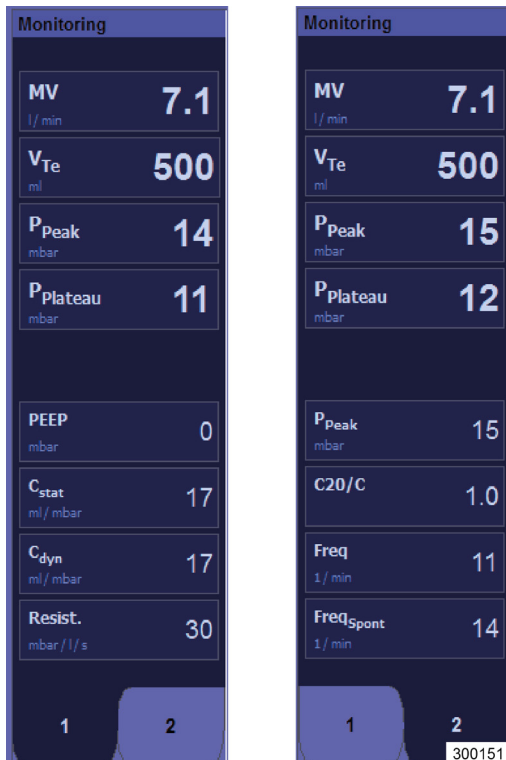 Monitoring
MV
l/ min
7.1
VTe
ml
500
PPeak
mbar
14
PPlateau
mbar
11
PEEP
mbar
0
Cstat
ml/ mbar
17
Cdyn
ml/ mbar
17
Resist.
mbar/l/s
30
1
2
Monitoring
MV
l/ min
7.1
VTe
ml
500
PPeak
mbar
15
PPlateau
mbar
12
PPeak
mbar
15
C20/C
1.0
Freq
1/ min
11
FreqSpont
1/ min
14
1
2
300151